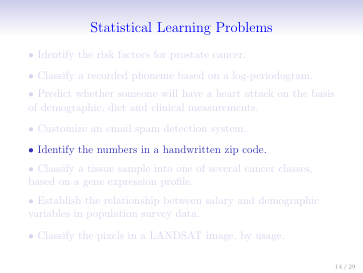 Statistical Learning Problems
• Identify the risk factors for prostate cancer.
• Classify a recorded phoneme based on a log-periodogram.
• Predict whether someone will have a heart attack on the basis
of demographic, diet and clinical measurements.
• Customize an email spam detection system.
• Identify the numbers in a handwritten zip code.
• Classify a tissue sample into one of several cancer classes,
based on a gene expression profile.
• Establish the relationship between salary and demographic
variables in population survey data.
• Classify the pixels in a LANDSAT image, by usage.
14 / 29